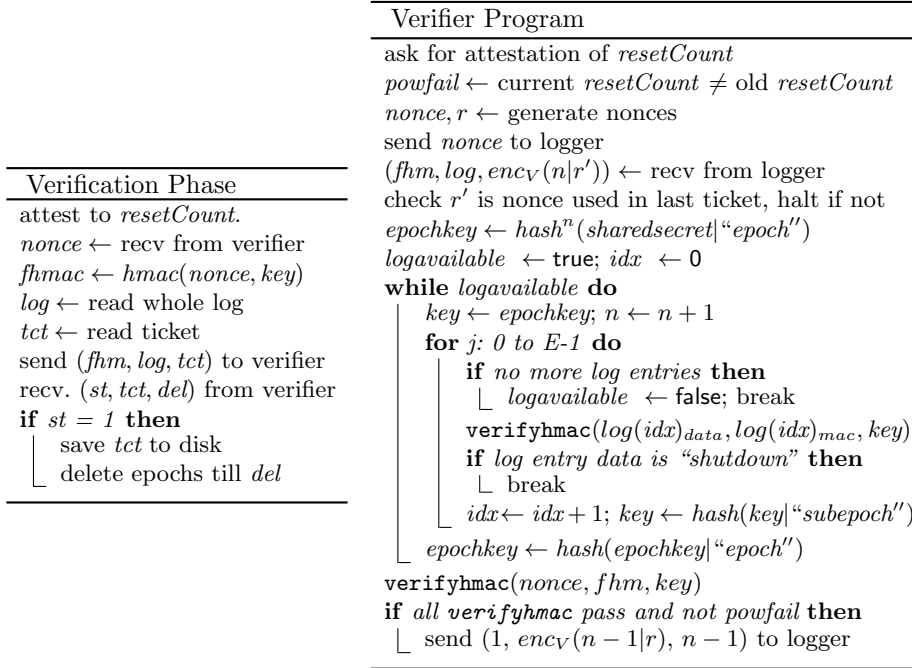 Verification Phase
attest to resetCount.
nonce ← recv from verifier
fhmac ← hmac(nonce, key)
log ← read whole log
tct ← read ticket
send (fhm, log, tct) to verifier
recv. (st, tct, del) from verifier
if st = 1 then
save tct to disk
delete epochs till del
Verifier Program
ask for attestation of resetCount
powfail ← current resetCount ≠ old resetCount
nonce, r ← generate nonces
send nonce to logger
(fhm, log, enc_V(n|r′)) ← recv from logger
check r′ is nonce used in last ticket, halt if not
epochkey ← hash^n(sharedsecret|“epoch″)
logavailable ← true; idx ← 0
while logavailable do
key ← epochkey; n ← n + 1
for j: 0 to E-1 do
if no more log entries then
logavailable ← false; break
verifyhmac(log(idx)_data, log(idx)_mac, key)
if log entry data is “shutdown” then
break
idx← idx + 1; key ← hash(key|“subepoch″)
epochkey ← hash(epochkey|“epoch″)
verifyhmac(nonce, fhm, key)
if all verifyhmac pass and not powfail then
send (1, enc_V(n − 1|r), n − 1) to logger